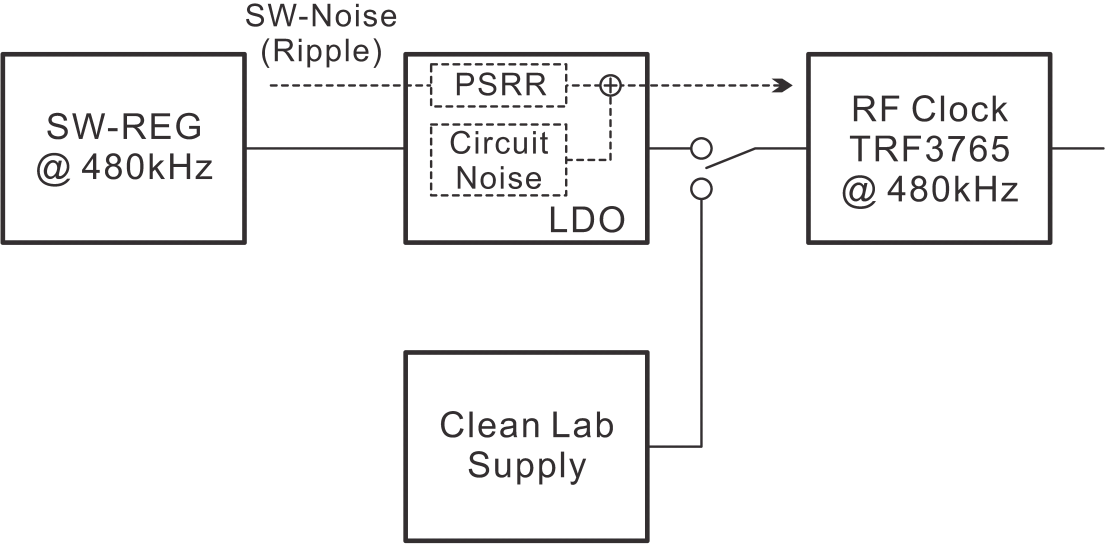 SW-Noise
(Ripple)
SW-REG
@ 480kHz
PSRR
Circuit
Noise
LDO
RF Clock
TRF3765
@ 480kHz
Clean Lab
Supply